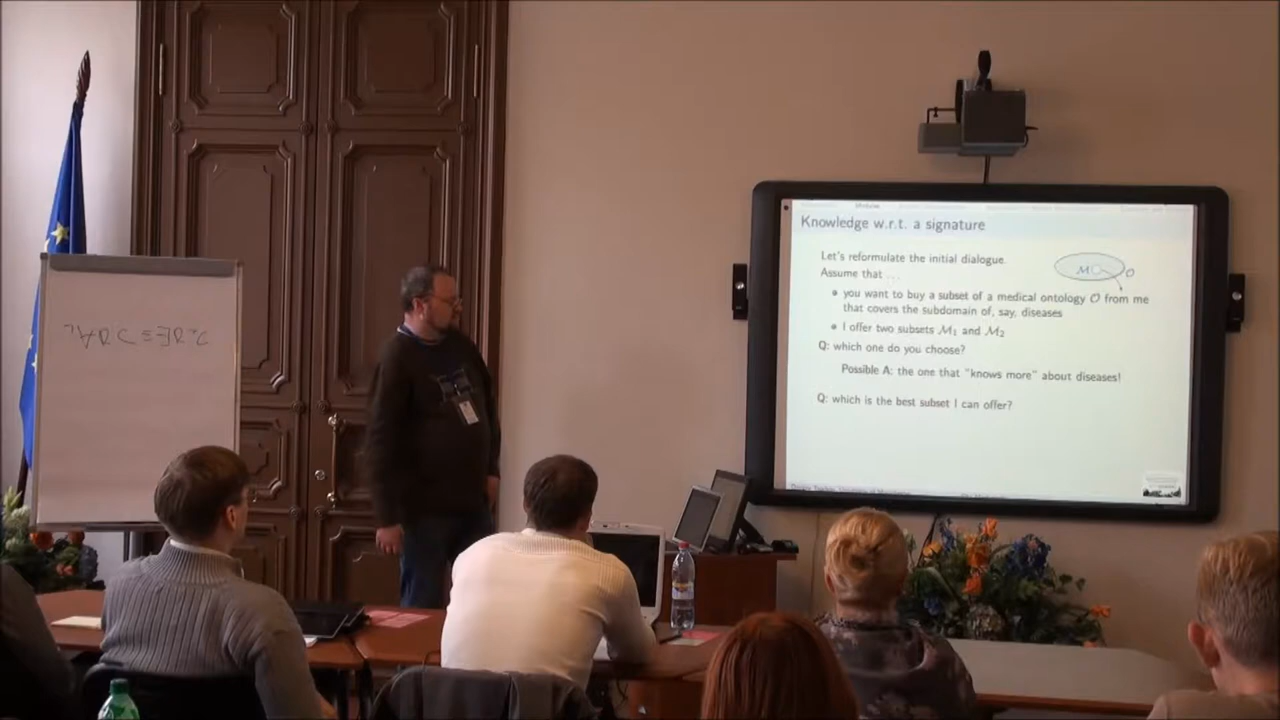 Modules
Knowledge w.r.t. a signature
Let's reformulate the initial dialogue.
Assume that ...
M O
• you want to buy a subset of a medical ontology O from me
that covers the subdomain of, say, diseases
• I offer two subsets M₁ and M₂
Q: which one do you choose?
Possible A: the one that "knows more" about diseases!
Q: which is the best subset I can offer?